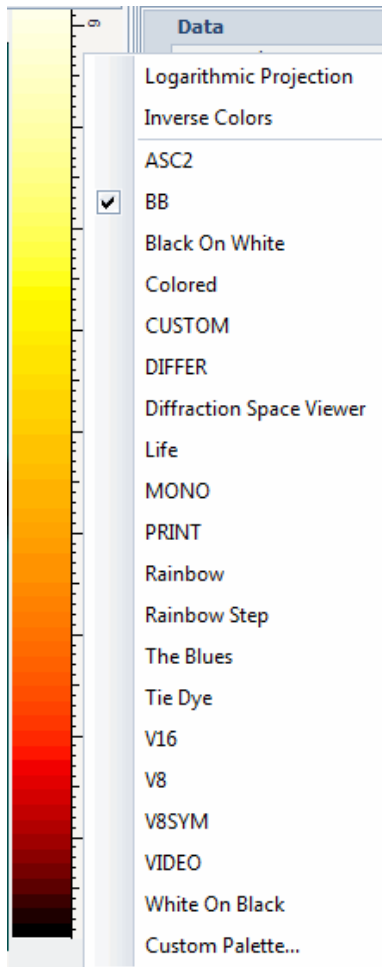 9
Data
Logarithmic Projection
Inverse Colors
ASC2
BB
Black On White
Colored
CUSTOM
DIFFER
Diffraction Space Viewer
Life
MONO
PRINT
Rainbow
Rainbow Step
The Blues
Tie Dye
V16
V8
V8SYM
VIDEO
White On Black
Custom Palette...